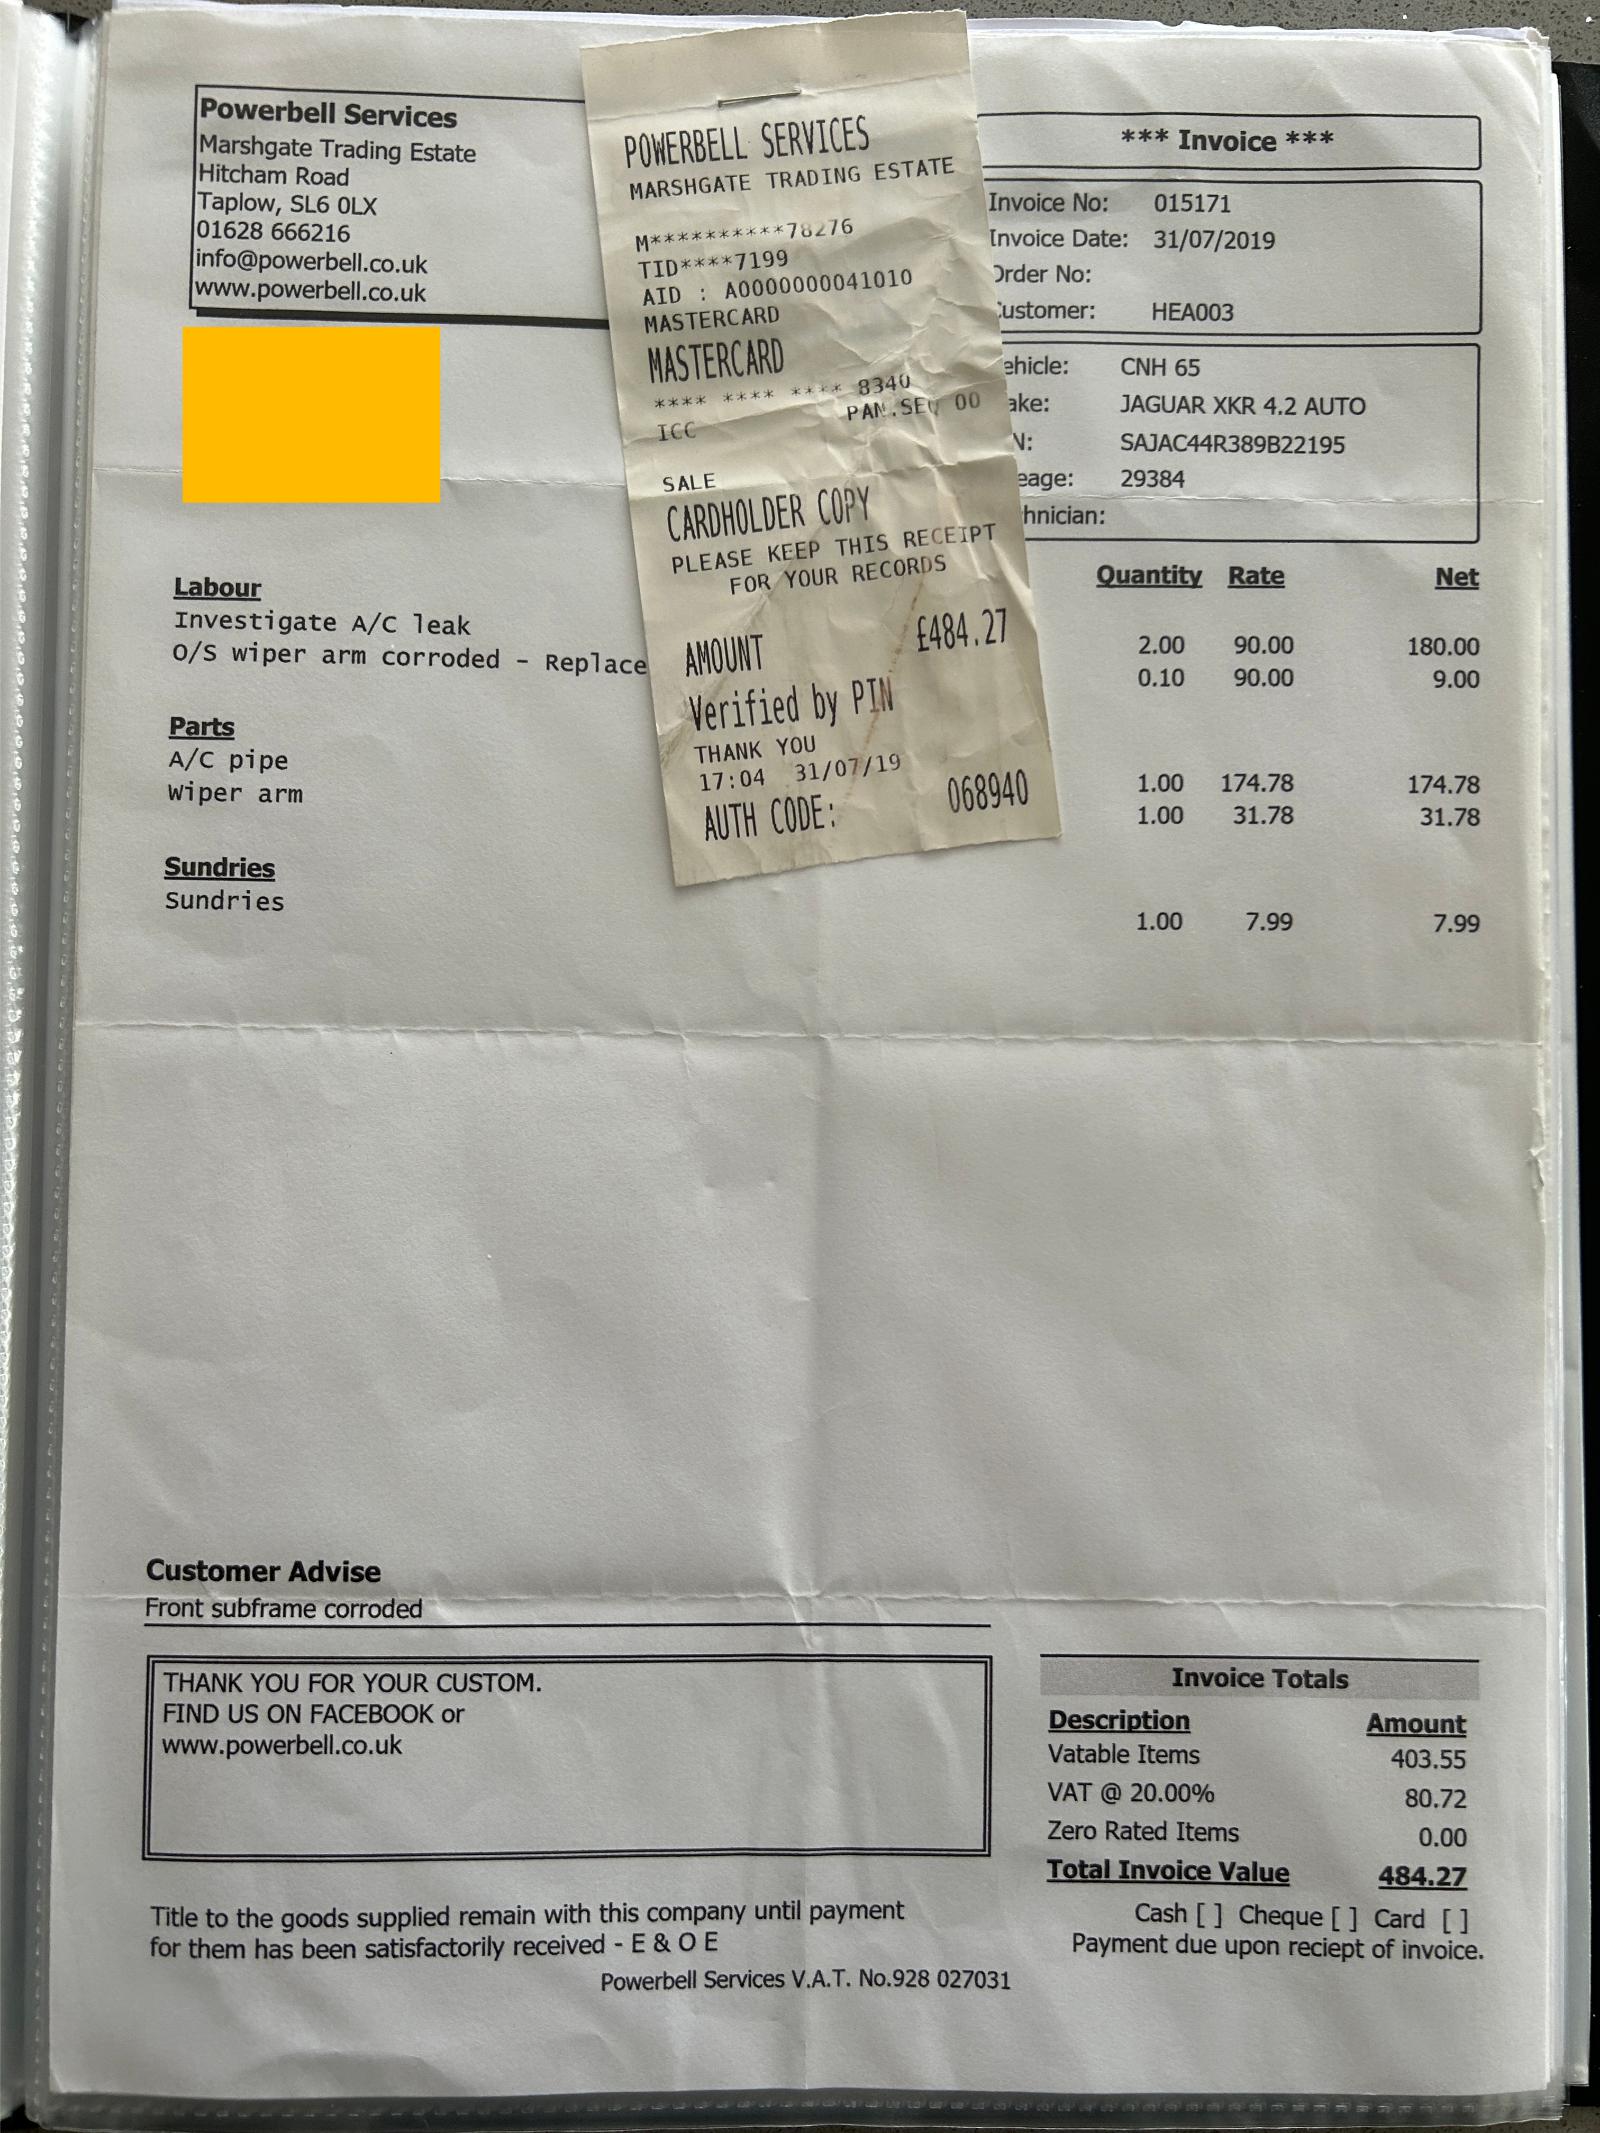 Powerbell Services
Marshgate Trading Estate
Hitcham Road
Taplow, SL6 0LX
01628 666216
info@powerbell.co.uk
www.powerbell.co.uk
POWERBELL SERVICES
MARSHGATE TRADING ESTATE
M**********78276
TID****7199
AID : A0000000041010
MASTERCARD
MASTERCARD
**** **** **** 8340
PAN.SEQ 00
ICC
SALE
CARDHOLDER COPY
PLEASE KEEP THIS RECEIPT
FOR YOUR RECORDS
AMOUNT £484.27
Verified by PIN
THANK YOU
17:04 31/07/19
AUTH CODE: 068940
*** Invoice ***
Invoice No: 015171
Invoice Date: 31/07/2019
Order No:
Customer: HEA003
ehicle: CNH 65
ake: JAGUAR XKR 4.2 AUTO
N: SAJAC44R389B22195
eage: 29384
hnician:
Quantity Rate Net
Labour
Investigate A/C leak 2.00 90.00 180.00
O/S wiper arm corroded - Replace 0.10 90.00 9.00
Parts
A/C pipe 1.00 174.78 174.78
Wiper arm 1.00 31.78 31.78
Sundries
Sundries 1.00 7.99 7.99
Customer Advise
Front subframe corroded
THANK YOU FOR YOUR CUSTOM.
FIND US ON FACEBOOK or
www.powerbell.co.uk
Invoice Totals
Description Amount
Vatable Items 403.55
VAT @ 20.00% 80.72
Zero Rated Items 0.00
Total Invoice Value 484.27
Cash [ ] Cheque [ ] Card [ ]
Payment due upon reciept of invoice.
Title to the goods supplied remain with this company until payment
for them has been satisfactorily received - E & O E
Powerbell Services V.A.T. No.928 027031